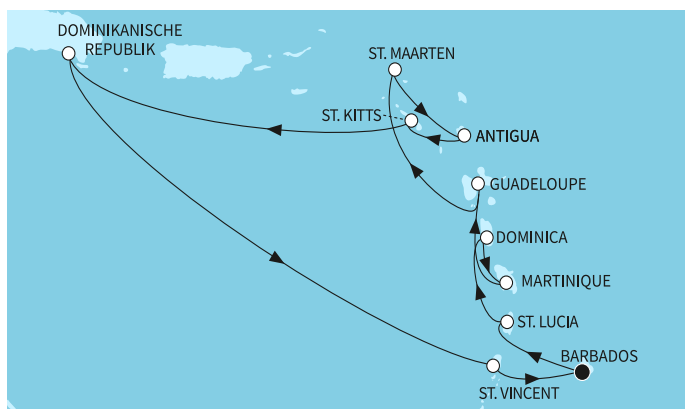 DOMINIKANISCHE
REPUBLIK
ST. MAARTEN
ST. KITTS
ANTIGUA
GUADELOUPE
DOMINICA
MARTINIQUE
ST. LUCIA
BARBADOS
ST. VINCENT